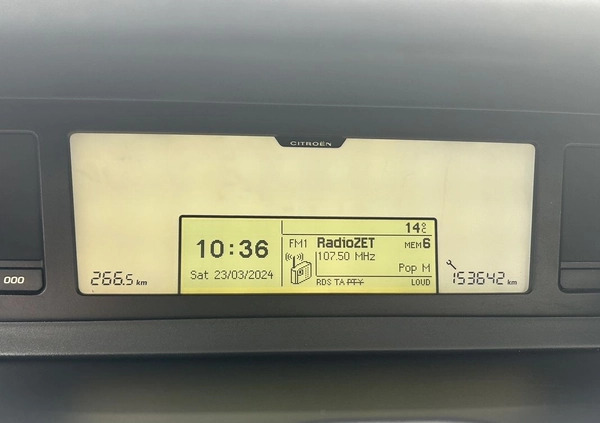 CITROËN
14°C
10:36
FM1 RadioZET MEM6
107.50 MHz
Sat 23/03/2024
Pop M
RDS TA PTY LOUD
000
266.5 km
153642 km